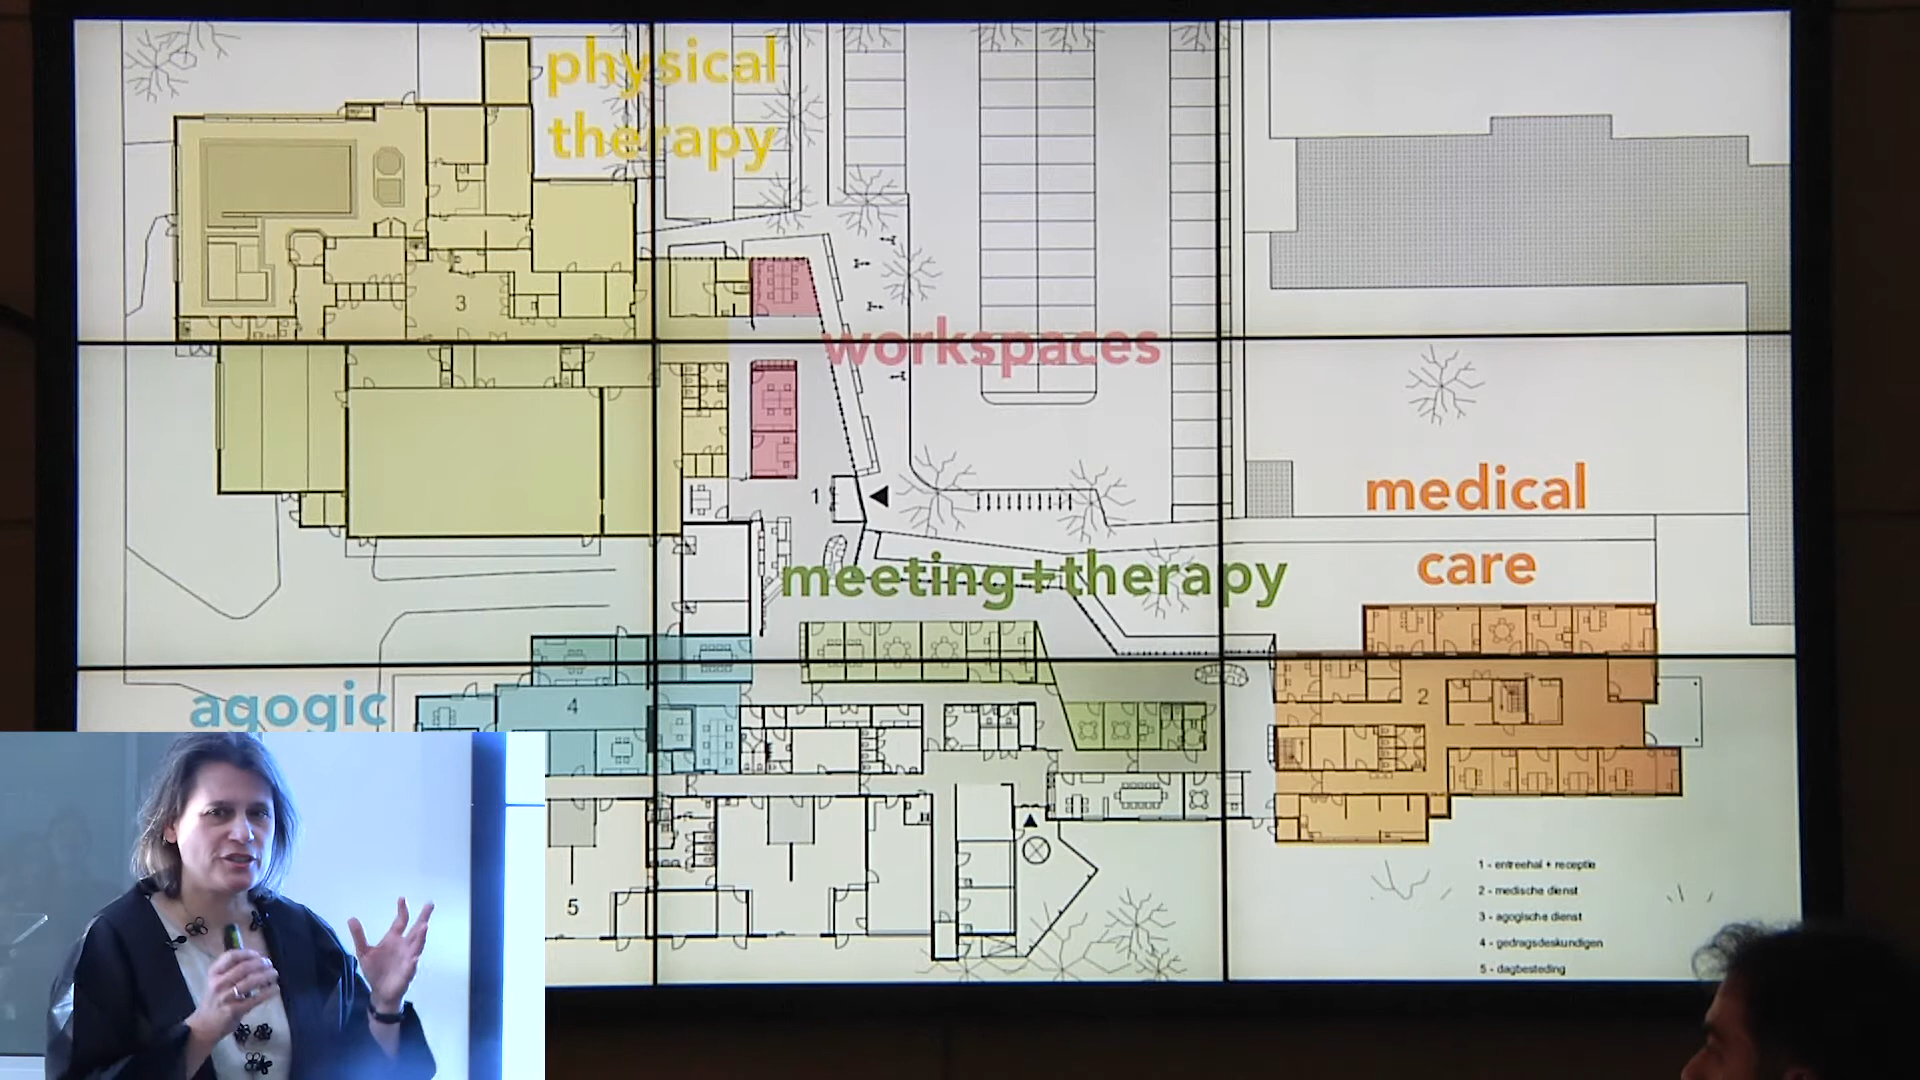 physical
therapy
3
workspaces
1
medical
care
meeting+therapy
agogic
4
2
5
1 - entreehal + receptie
2 - medische dienst
3 - agogische dienst
4 - gedragsdeskundigen
5 - dagbesteding